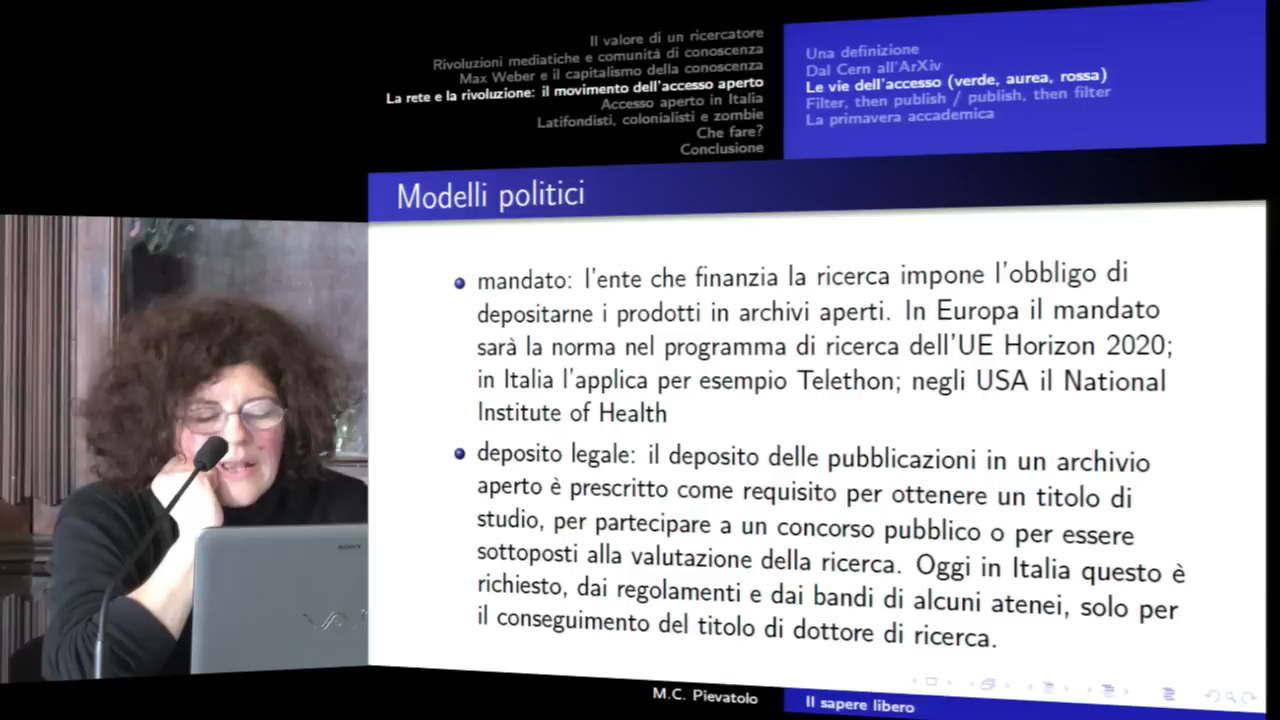 Il valore di un ricercatore
Rivoluzioni mediatiche e comunità di conoscenza
Max Weber e il capitalismo della conoscenza
La rete e la rivoluzione: il movimento dell'accesso aperto
Accesso aperto in Italia
Latifondisti, colonialisti e zombie
Che fare?
Conclusione
Una definizione
Dal Cern all'ArXiv
Le vie dell'accesso (verde, aurea, rossa)
Filter, then publish / publish, then filter
La primavera accademica
Modelli politici
mandato: l'ente che finanzia la ricerca impone l'obbligo di
depositarne i prodotti in archivi aperti. In Europa il mandato
sarà la norma nel programma di ricerca dell'UE Horizon 2020;
in Italia l'applica per esempio Telethon; negli USA il National
Institute of Health
deposito legale: il deposito delle pubblicazioni in un archivio
aperto è prescritto come requisito per ottenere un titolo di
studio, per partecipare a un concorso pubblico o per essere
sottoposti alla valutazione della ricerca. Oggi in Italia questo è
richiesto, dai regolamenti e dai bandi di alcuni atenei, solo per
il conseguimento del titolo di dottore di ricerca.
SONY
VAIO
M.C. Pievatolo
Il sapere libero